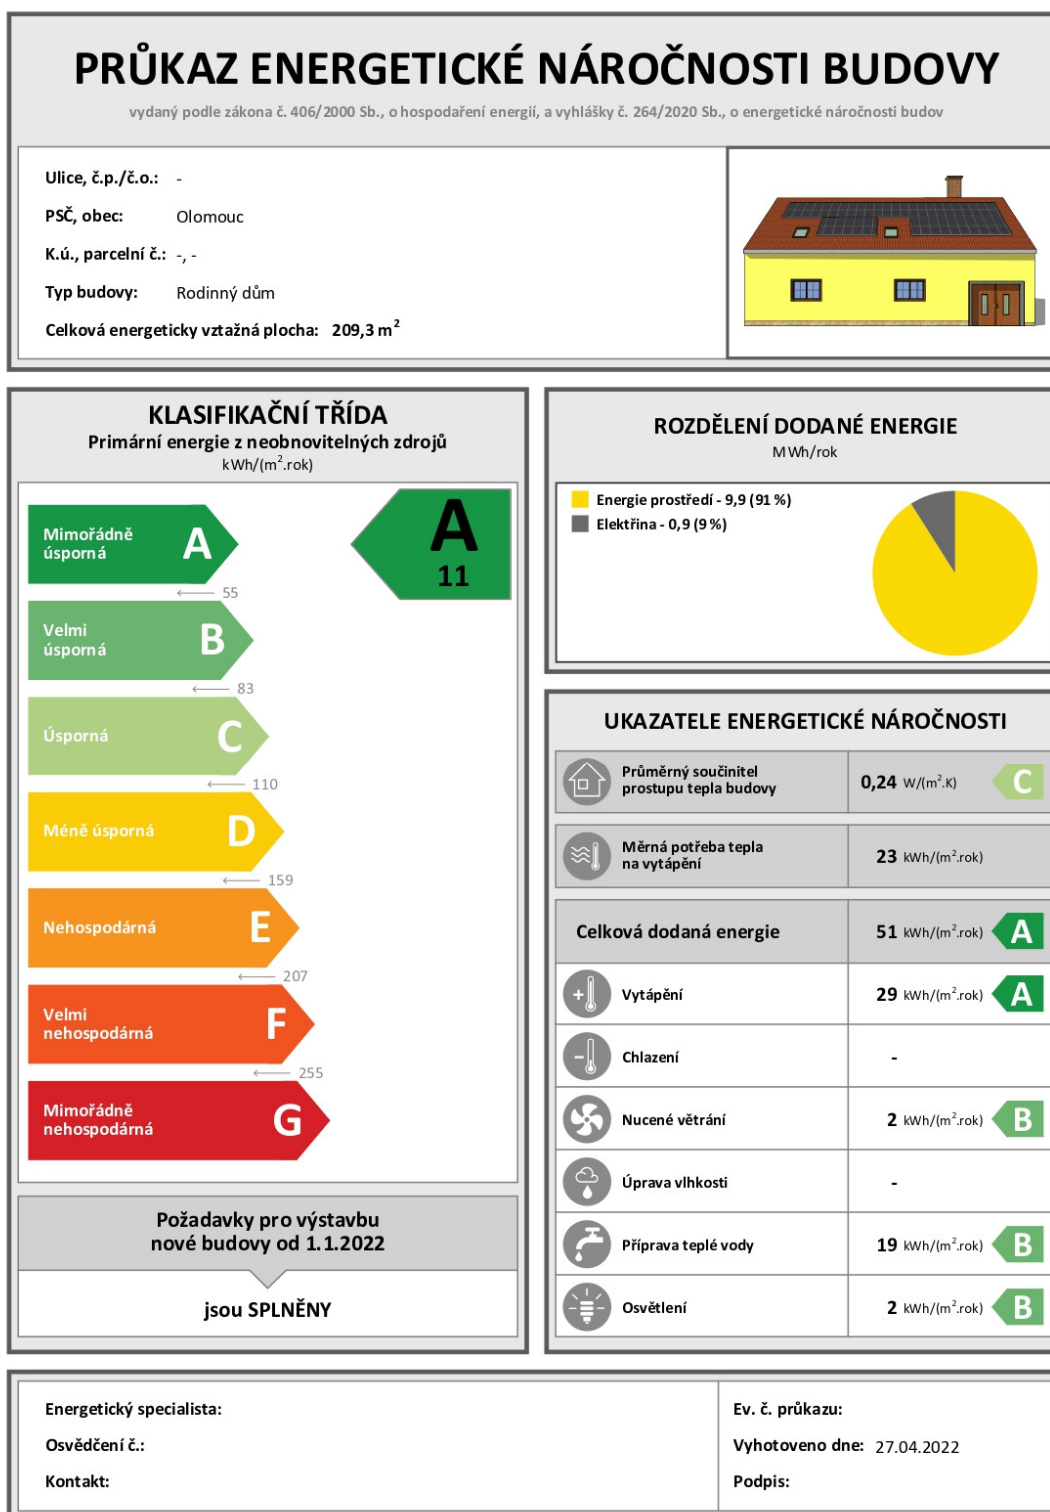 PRŮKAZ ENERGETICKÉ NÁROČNOSTI BUDOVY
vydaný podle zákona č. 406/2000 Sb., o hospodaření energií, a vyhlášky č. 264/2020 Sb., o energetické náročnosti budov
Ulice, č.p./č.o.: -
PSČ, obec: Olomouc
K.ú., parcelní č.: -, -
Typ budovy: Rodinný dům
Celková energeticky vztažná plocha: 209,3 m²
KLASIFIKAČNÍ TŘÍDA
Primární energie z neobnovitelných zdrojů
kWh/(m².rok)
Mimořádně
úsporná
A
A
11
55
Velmi
úsporná
B
83
Úsporná
C
110
Méně úsporná
D
159
Nehospodárná
E
207
Velmi
nehospodárná
F
255
Mimořádně
nehospodárná
G
Požadavky pro výstavbu
nové budovy od 1.1.2022
jsou SPLNĚNY
ROZDĚLENÍ DODANÉ ENERGIE
MWh/rok
Energie prostředí - 9,9 (91 %)
Elektřina - 0,9 (9 %)
UKAZATELE ENERGETICKÉ NÁROČNOSTI
Průměrný součinitel
prostupu tepla budovy
0,24 W/(m².K) C
Měrná potřeba tepla
na vytápění
23 kWh/(m².rok)
Celková dodaná energie 51 kWh/(m².rok) A
Vytápění 29 kWh/(m².rok) A
Chlazení -
Nucené větrání 2 kWh/(m².rok) B
Úprava vlhkosti -
Příprava teplé vody 19 kWh/(m².rok) B
Osvětlení 2 kWh/(m².rok) B
Energetický specialista:
Osvědčení č.:
Kontakt:
Ev. č. průkazu:
Vyhotoveno dne: 27.04.2022
Podpis: